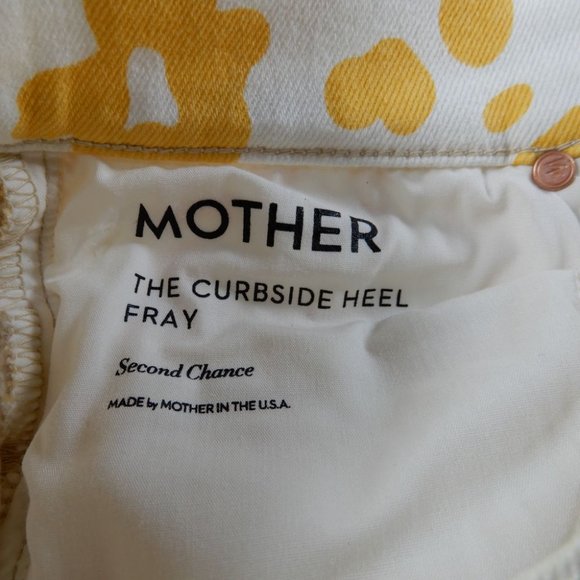 MOTHER
THE CURBSIDE HEEL
FRAY
Second Chance
MADE by MOTHER IN THE U.S.A.